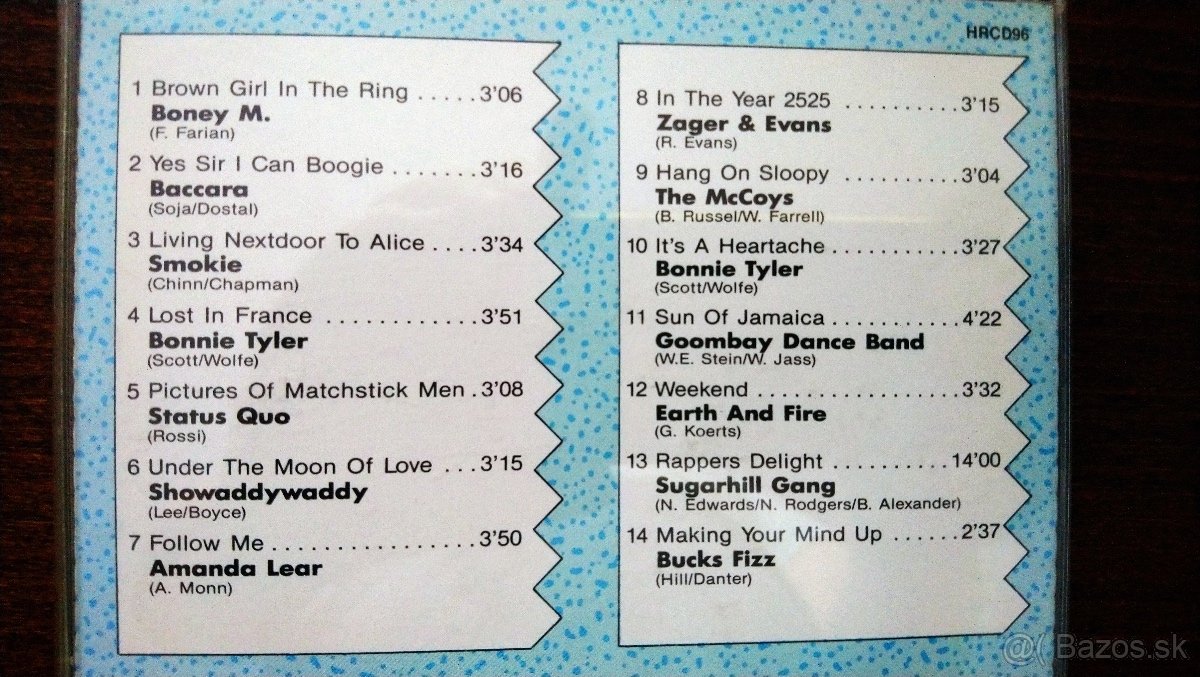 HRCD96
1 Brown Girl In The Ring .....3'06
Boney M.
(F. Farian)
2 Yes Sir I Can Boogie .......3'16
Baccara
(Soja/Dostal)
3 Living Nextdoor To Alice ....3'34
Smokie
(Chinn/Chapman)
4 Lost In France ............3'51
Bonnie Tyler
(Scott/Wolfe)
5 Pictures Of Matchstick Men .3'08
Status Quo
(Rossi)
6 Under The Moon Of Love ...3'15
Showaddywaddy
(Lee/Boyce)
7 Follow Me ................3'50
Amanda Lear
(A. Monn)
8 In The Year 2525 ..........3'15
Zager & Evans
(R. Evans)
9 Hang On Sloopy ..........3'04
The McCoys
(B. Russel/W. Farrell)
10 It's A Heartache ...........3'27
Bonnie Tyler
(Scott/Wolfe)
11 Sun Of Jamaica ...........4'22
Goombay Dance Band
(W.E. Stein/W. Jass)
12 Weekend ..................3'32
Earth And Fire
(G. Koerts)
13 Rappers Delight ..........14'00
Sugarhill Gang
(N. Edwards/N. Rodgers/B. Alexander)
14 Making Your Mind Up ......2'37
Bucks Fizz
(Hill/Danter)
@( Bazos.sk